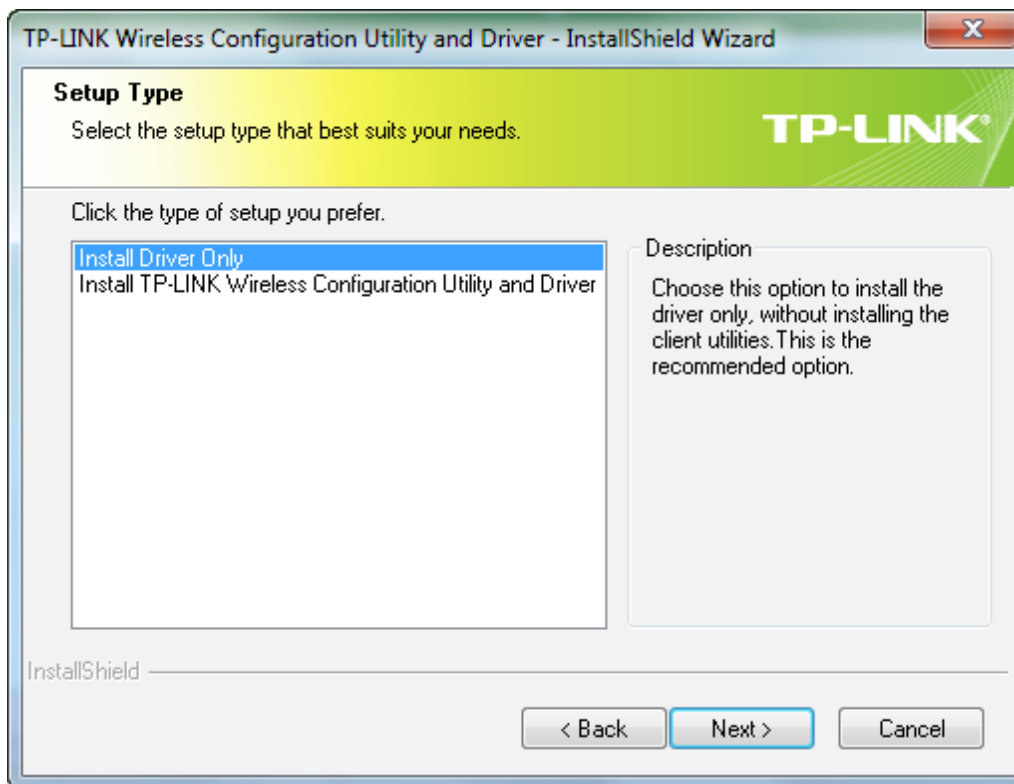 TP-LINK Wireless Configuration Utility and Driver - InstallShield Wizard
Setup Type
Select the setup type that best suits your needs.
TP-LINK®
Click the type of setup you prefer.
Install Driver Only
Install TP-LINK Wireless Configuration Utility and Driver
Description
Choose this option to install the
driver only, without installing the
client utilities.This is the
recommended option.
InstallShield
< Back
Next >
Cancel